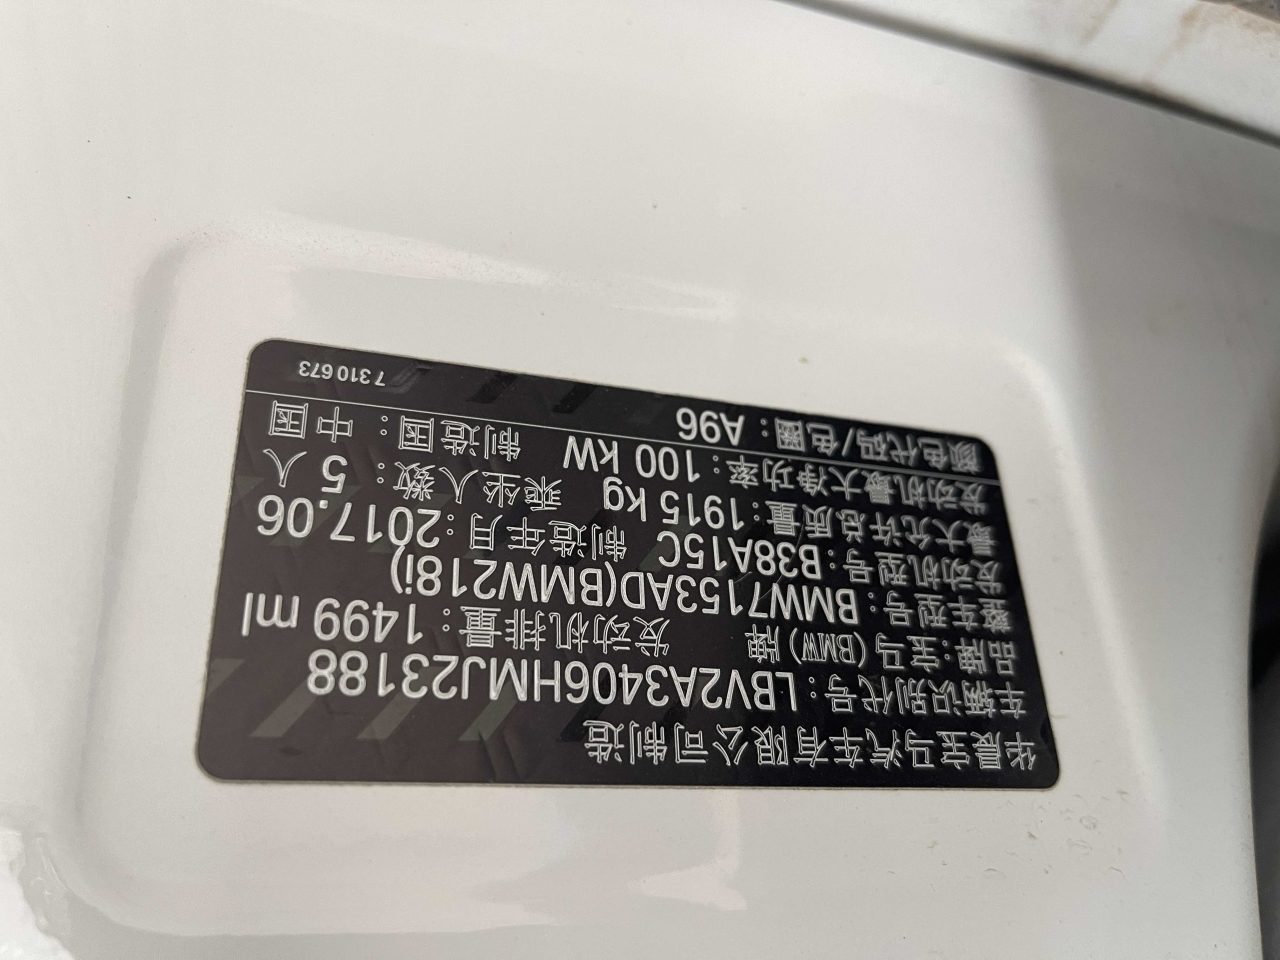 华晨宝马汽车有限公司制造
车辆识别代号：LBV2A3406HMJ23188
品牌：宝马（BMW）牌 发动机排量：1499 ml
整车型号：BMW7153AD(BMW218i)
发动机型号：B38A15C 制造年月：2017.06
最大允许总质量：1915 kg 乘坐人数：5 人
发动机最大净功率：100 kW 制造国：中国
颜色代码/色圈：A96
7 310 673